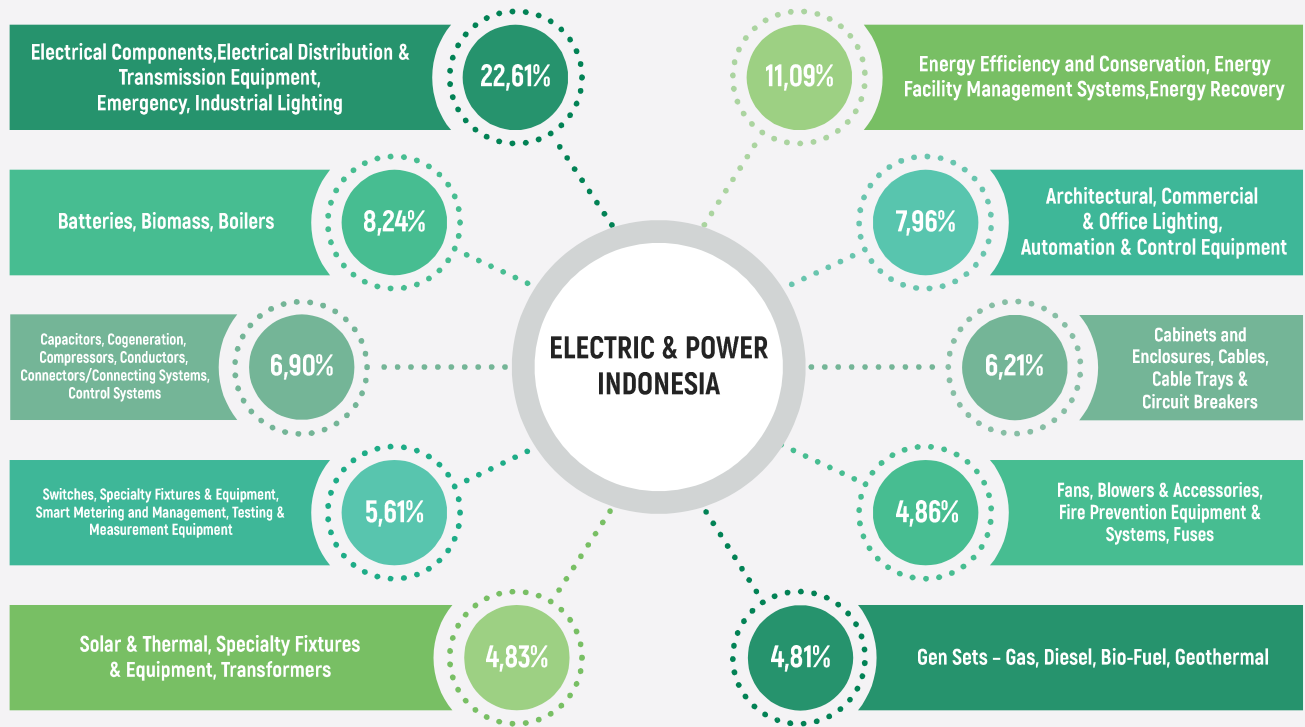 Electrical Components,Electrical Distribution &
Transmission Equipment,
Emergency, Industrial Lighting
22,61%
11,09%
Energy Efficiency and Conservation, Energy
Facility Management Systems,Energy Recovery
Batteries, Biomass, Boilers
8,24%
7,96%
Architectural, Commercial
& Office Lighting,
Automation & Control Equipment
Capacitors, Cogeneration,
Compressors, Conductors,
Connectors/Connecting Systems,
Control Systems
6,90%
ELECTRIC & POWER
INDONESIA
6,21%
Cabinets and
Enclosures, Cables,
Cable Trays &
Circuit Breakers
Switches, Specialty Fixtures & Equipment,
Smart Metering and Management, Testing &
Measurement Equipment
5,61%
4,86%
Fans, Blowers & Accessories,
Fire Prevention Equipment &
Systems, Fuses
Solar & Thermal, Specialty Fixtures
& Equipment, Transformers
4,83%
4,81%
Gen Sets – Gas, Diesel, Bio-Fuel, Geothermal